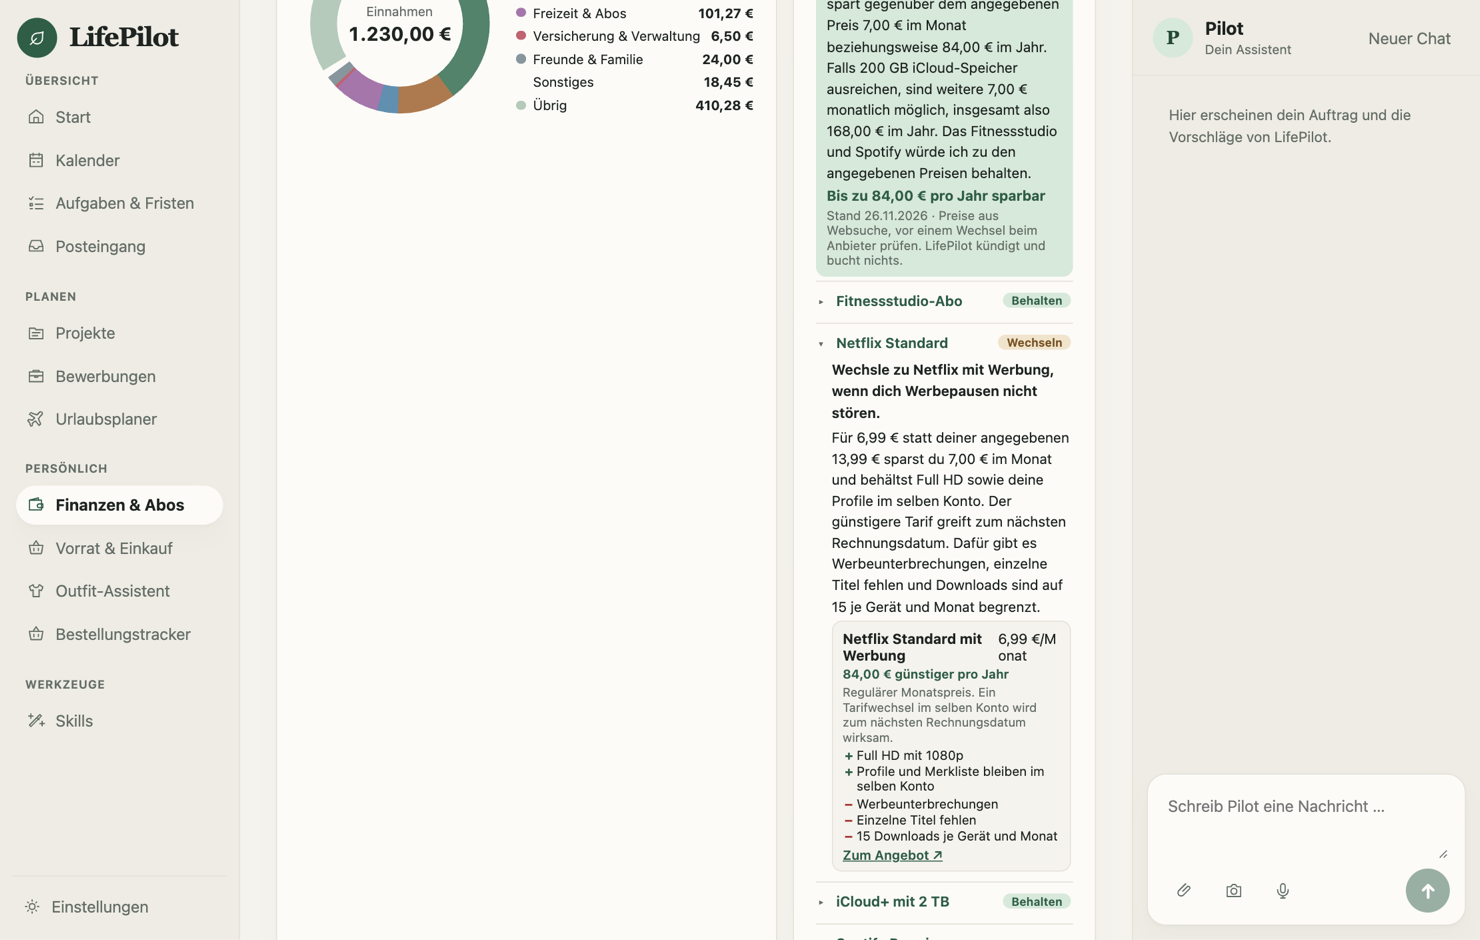 LifePilot
ÜBERSICHT
Start
Kalender
Aufgaben & Fristen
Posteingang
PLANEN
Projekte
Bewerbungen
Urlaubsplaner
PERSÖNLICH
Finanzen & Abos
Vorrat & Einkauf
Outfit-Assistent
Bestellungstracker
WERKZEUGE
Skills
Einstellungen
Einnahmen
1.230,00 €
Freizeit & Abos 101,27 €
Versicherung & Verwaltung 6,50 €
Freunde & Familie 24,00 €
Sonstiges 18,45 €
Übrig 410,28 €
spart gegenüber dem angegebenen
Preis 7,00 € im Monat
beziehungsweise 84,00 € im Jahr.
Falls 200 GB iCloud-Speicher
ausreichen, sind weitere 7,00 €
monatlich möglich, insgesamt also
168,00 € im Jahr. Das Fitnessstudio
und Spotify würde ich zu den
angegebenen Preisen behalten.
Bis zu 84,00 € pro Jahr sparbar
Stand 26.11.2026 · Preise aus
Websuche, vor einem Wechsel beim
Anbieter prüfen. LifePilot kündigt und
bucht nichts.
Fitnessstudio-Abo Behalten
Netflix Standard Wechseln
Wechsle zu Netflix mit Werbung,
wenn dich Werbepausen nicht
stören.
Für 6,99 € statt deiner angegebenen
13,99 € sparst du 7,00 € im Monat
und behältst Full HD sowie deine
Profile im selben Konto. Der
günstigere Tarif greift zum nächsten
Rechnungsdatum. Dafür gibt es
Werbeunterbrechungen, einzelne
Titel fehlen und Downloads sind auf
15 je Gerät und Monat begrenzt.
Netflix Standard mit 6,99 €/M
Werbung onat
84,00 € günstiger pro Jahr
Regulärer Monatspreis. Ein
Tarifwechsel im selben Konto wird
zum nächsten Rechnungsdatum
wirksam.
+ Full HD mit 1080p
+ Profile und Merkliste bleiben im
selben Konto
− Werbeunterbrechungen
− Einzelne Titel fehlen
− 15 Downloads je Gerät und Monat
Zum Angebot ↗
iCloud+ mit 2 TB Behalten
P
Pilot
Dein Assistent
Neuer Chat
Hier erscheinen dein Auftrag und die
Vorschläge von LifePilot.
Schreib Pilot eine Nachricht ...